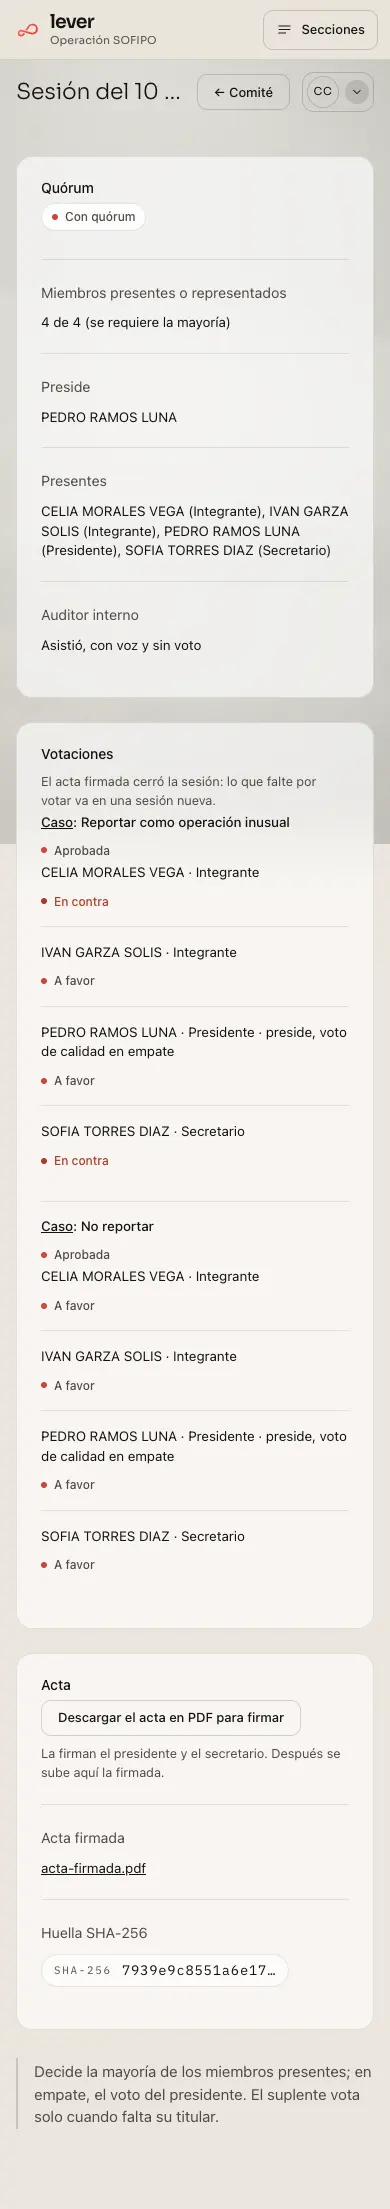 lever
Operación SOFIPO
Secciones
Sesión del 10 ...
← Comité
CC
Quórum
Con quórum
Miembros presentes o representados
4 de 4 (se requiere la mayoría)
Preside
PEDRO RAMOS LUNA
Presentes
CELIA MORALES VEGA (Integrante), IVAN GARZA
SOLIS (Integrante), PEDRO RAMOS LUNA
(Presidente), SOFIA TORRES DIAZ (Secretario)
Auditor interno
Asistió, con voz y sin voto
Votaciones
El acta firmada cerró la sesión: lo que falte por
votar va en una sesión nueva.
Caso: Reportar como operación inusual
Aprobada
CELIA MORALES VEGA · Integrante
En contra
IVAN GARZA SOLIS · Integrante
A favor
PEDRO RAMOS LUNA · Presidente · preside, voto
de calidad en empate
A favor
SOFIA TORRES DIAZ · Secretario
En contra
Caso: No reportar
Aprobada
CELIA MORALES VEGA · Integrante
A favor
IVAN GARZA SOLIS · Integrante
A favor
PEDRO RAMOS LUNA · Presidente · preside, voto
de calidad en empate
A favor
SOFIA TORRES DIAZ · Secretario
A favor
Acta
Descargar el acta en PDF para firmar
La firman el presidente y el secretario. Después se
sube aquí la firmada.
Acta firmada
acta-firmada.pdf
Huella SHA-256
SHA-256 7939e9c8551a6e17…
Decide la mayoría de los miembros presentes; en
empate, el voto del presidente. El suplente vota
solo cuando falta su titular.